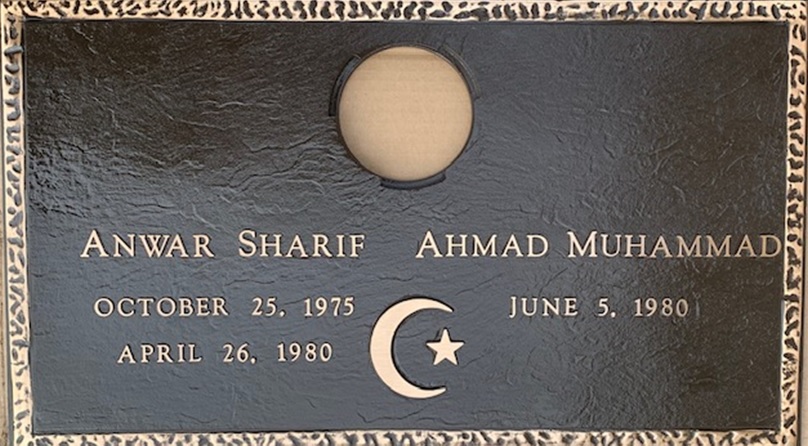 ANWAR SHARIF
OCTOBER 25, 1975
APRIL 26, 1980
AHMAD MUHAMMAD
JUNE 5, 1980